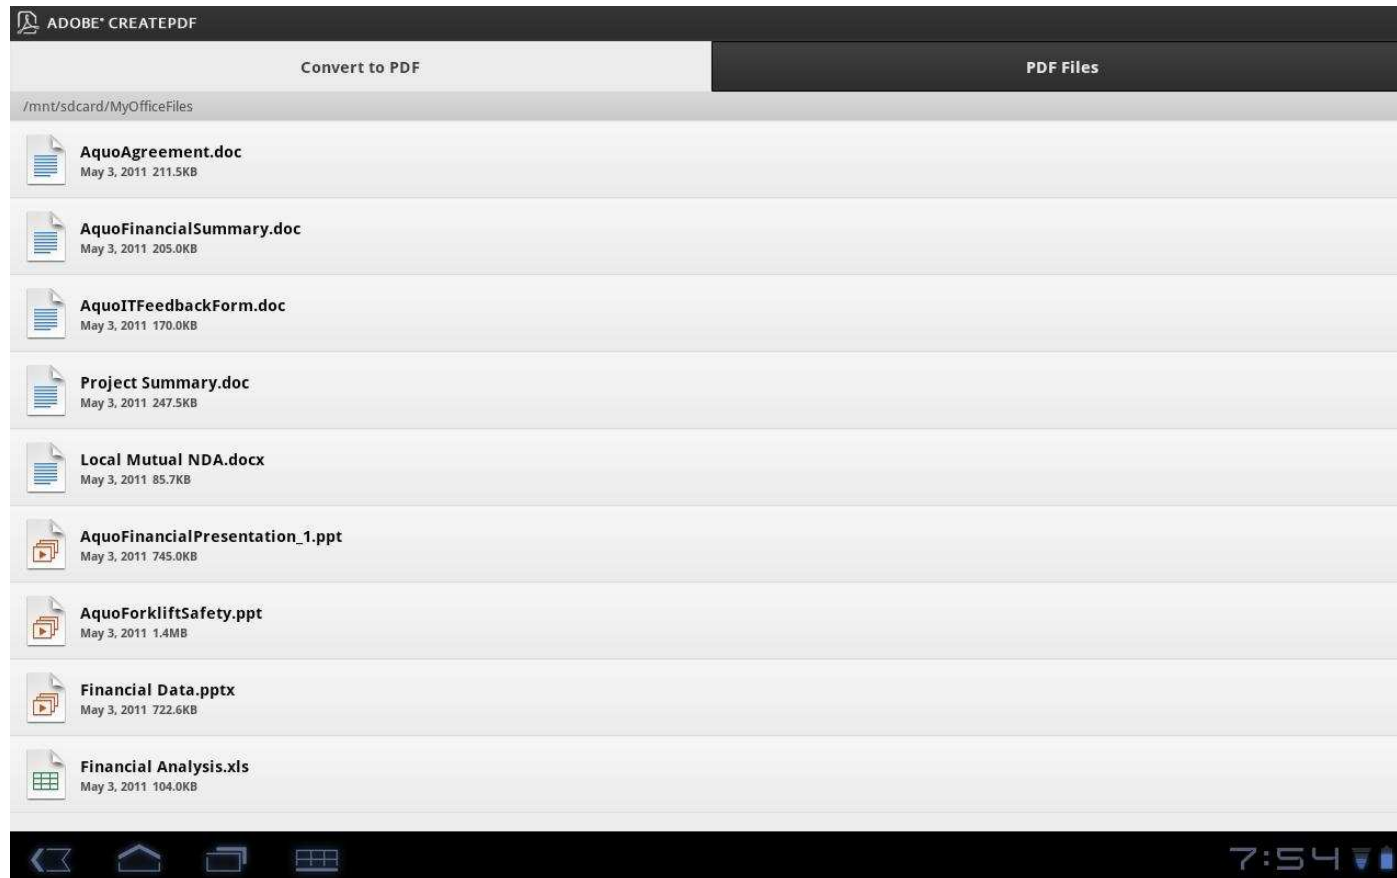 ADOBE® CREATEPDF
Convert to PDF
PDF Files
/mnt/sdcard/MyOfficeFiles
AquoAgreement.doc
May 3, 2011 211.5KB
AquoFinancialSummary.doc
May 3, 2011 205.0KB
AquoITFeedbackForm.doc
May 3, 2011 170.0KB
Project Summary.doc
May 3, 2011 247.5KB
Local Mutual NDA.docx
May 3, 2011 85.7KB
AquoFinancialPresentation_1.ppt
May 3, 2011 745.0KB
AquoForkliftSafety.ppt
May 3, 2011 1.4MB
Financial Data.pptx
May 3, 2011 722.6KB
Financial Analysis.xls
May 3, 2011 104.0KB
7:54